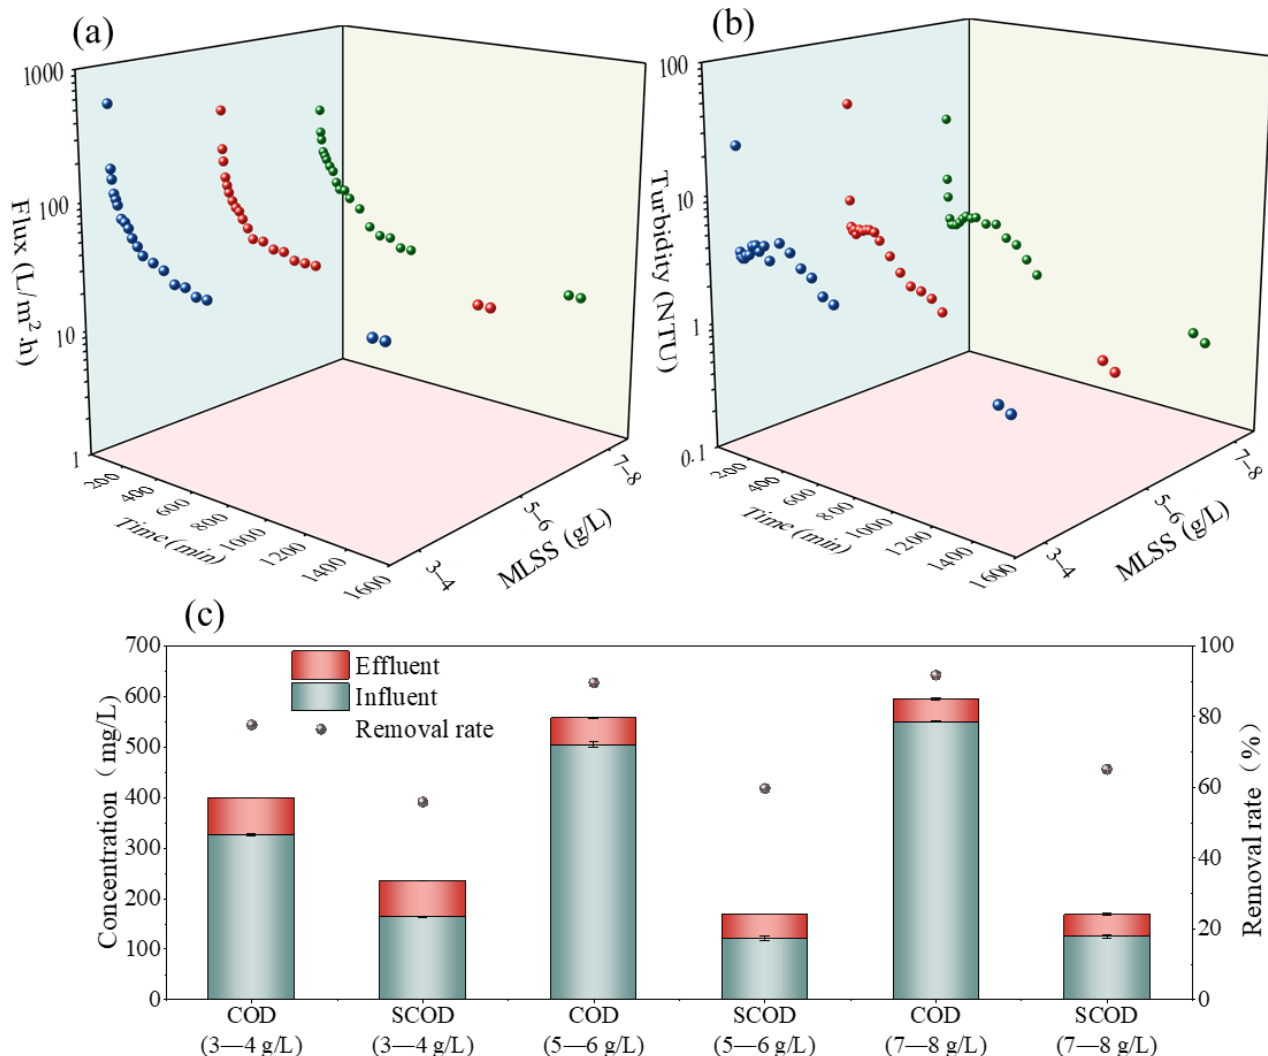 (a)
1000
100
10
1
Flux (L/m² h)
200
400
600
800
1000
1200
1400
1600
Time (min)
3–4
5–6
7–8
MLSS (g/L)
(b)
100
10
1
0.1
Turbidity (NTU)
200
400
600
800
1000
1200
1400
1600
Time (min)
3–4
5–6
7–8
MLSS (g/L)
(c)
700
600
500
400
300
200
100
0
Concentration（mg/L）
Effluent
Influent
Removal rate
100
80
60
40
20
0
Removal rate（%）
COD SCOD COD SCOD COD SCOD
(3—4 g/L) (3—4 g/L) (5—6 g/L) (5—6 g/L) (7—8 g/L) (7—8 g/L)